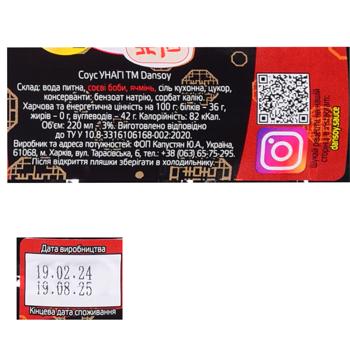 Соус УНАГІ ТМ Dansoy
Склад: вода питна, соєві боби, ячмінь, сіль кухонна, цукор,
консерванти: бензоат натрію, сорбат калію.
Харчова та енергетична цінність на 100 г: білків – 36 г,
жирів – 0 г, вуглеводів – 42 г. Калорійність: 82 кКал.
Об'єм: 220 мл –3%. Виготовлено відповідно
до ТУ У 10.8-33161606168-002:2020.
Виробник та адреса потужностей: ФОП Капустян Ю.А., Україна,
61068, м. Харків, вул. Тарасівська, 6, тел.: +38 (063) 65-75-295.
Після відкриття пляшки зберігати в холодильнику.
dansoy.sauce
Дата виробництва
19.02.24
19.08.25
Кінцева дата споживання